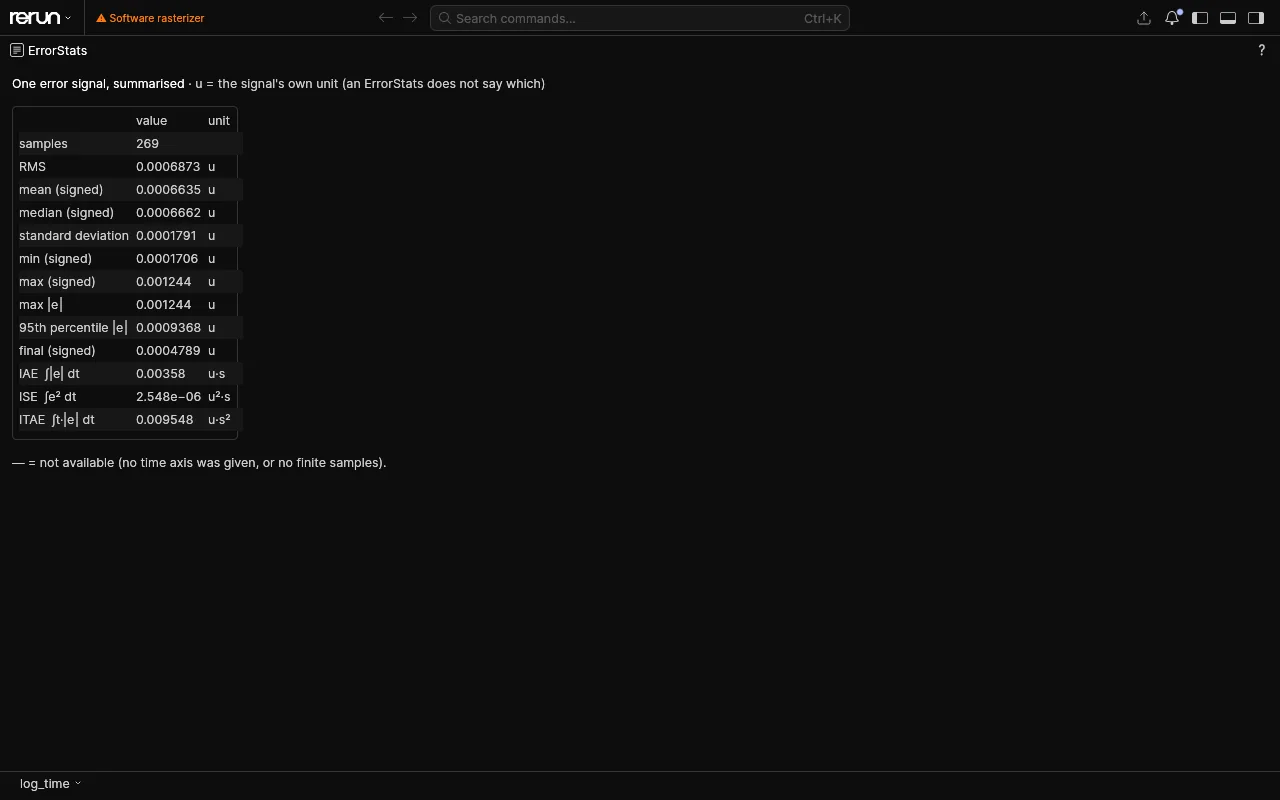 rerun
Software rasterizer
Search commands... Ctrl+K
ErrorStats
?
One error signal, summarised · u = the signal's own unit (an ErrorStats does not say which)
value unit
samples 269
RMS 0.0006873 u
mean (signed) 0.0006635 u
median (signed) 0.0006662 u
standard deviation 0.0001791 u
min (signed) 0.0001706 u
max (signed) 0.001244 u
max |e| 0.001244 u
95th percentile |e| 0.0009368 u
final (signed) 0.0004789 u
IAE ∫|e| dt 0.00358 u·s
ISE ∫e² dt 2.548e−06 u²·s
ITAE ∫t·|e| dt 0.009548 u·s²
— = not available (no time axis was given, or no finite samples).
log_time